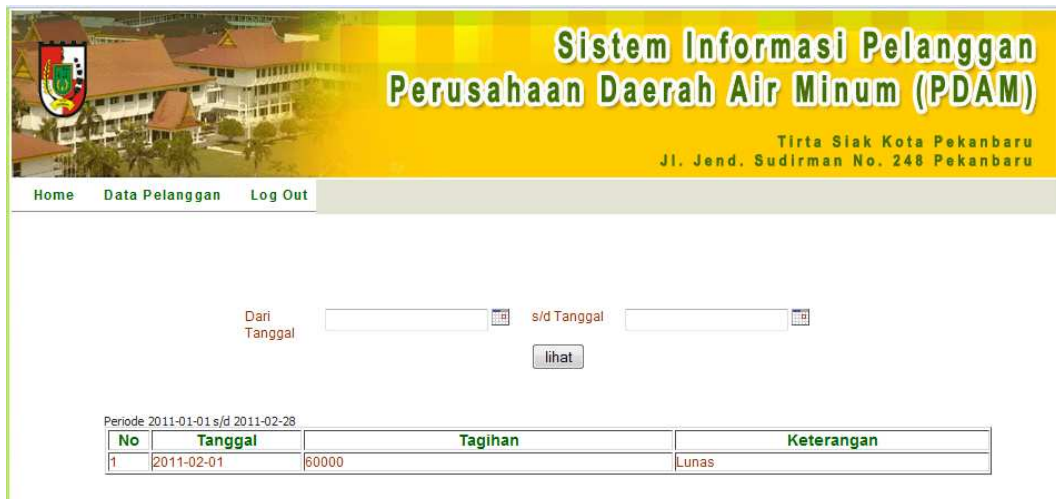 Sistem Informasi Pelanggan
Perusahaan Daerah Air Minum (PDAM)
Tirta Siak Kota Pekanbaru
Jl. Jend. Sudirman No. 248 Pekanbaru
Home Data Pelanggan Log Out
Dari Tanggal s/d Tanggal
lihat
Periode 2011-01-01 s/d 2011-02-28
No Tanggal Tagihan Keterangan
1 2011-02-01 60000 Lunas